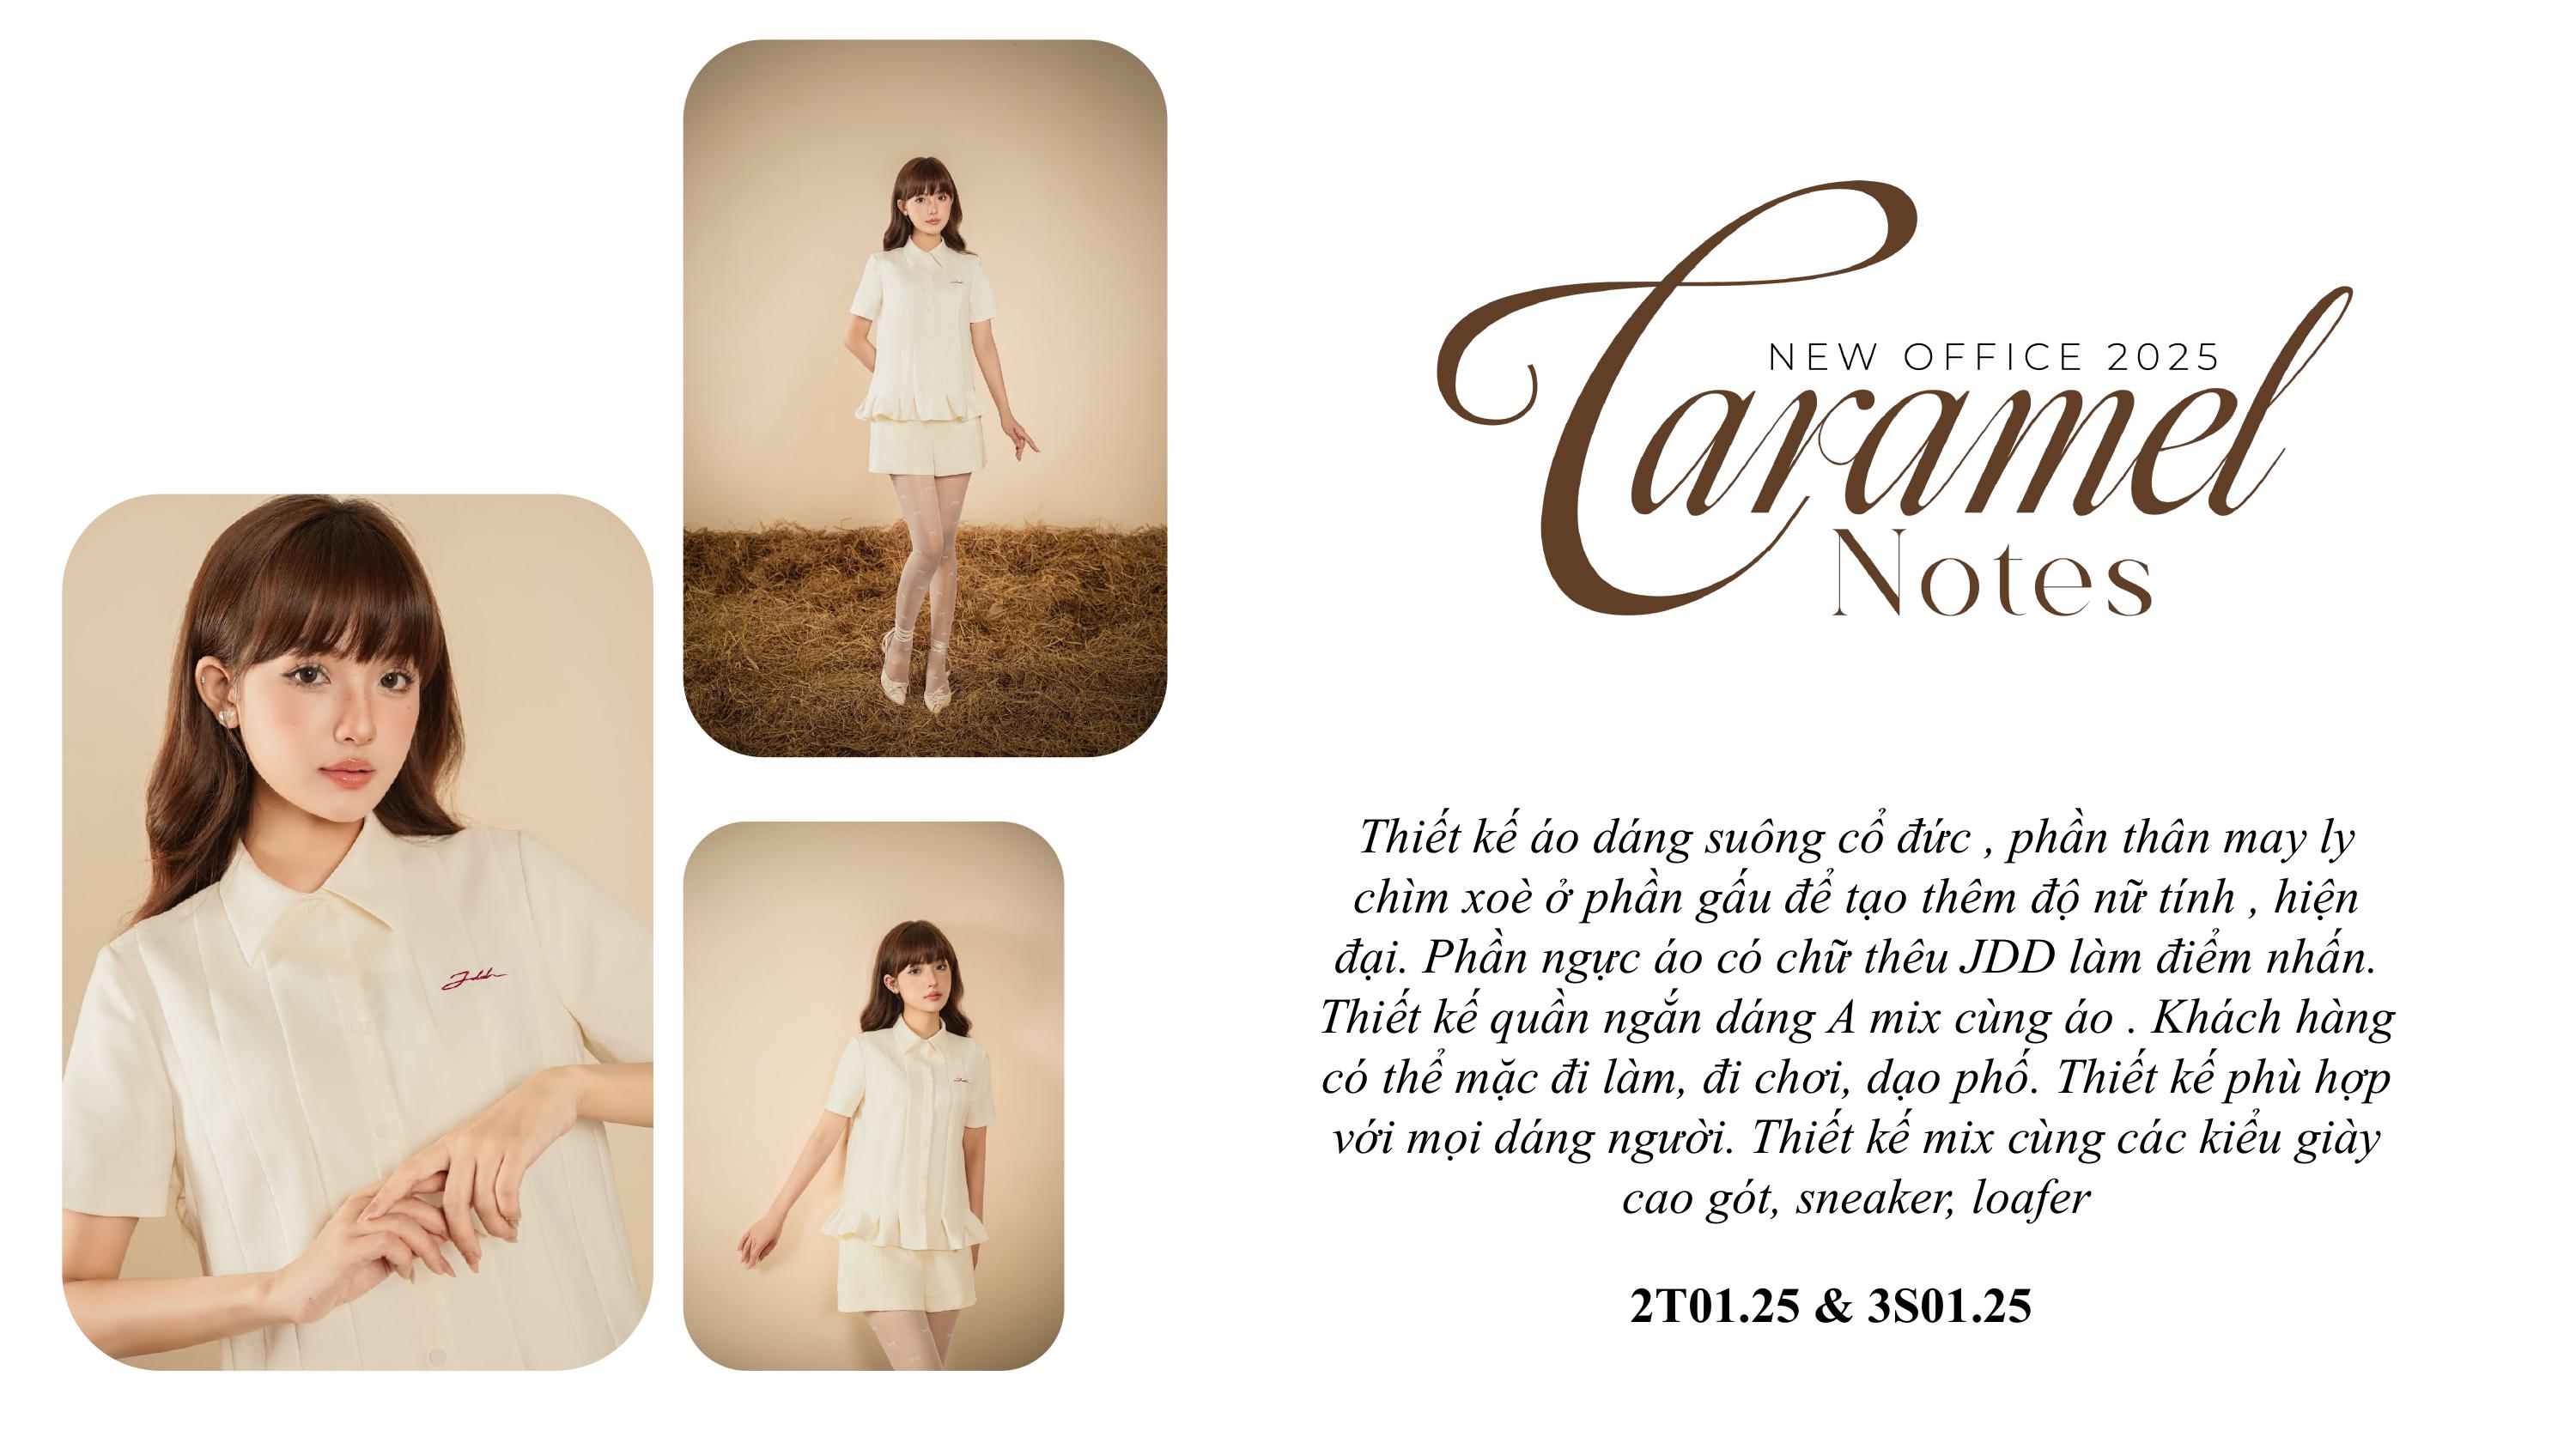 NEW OFFICE 2025
Caramel
Notes
Jdd
Thiết kế áo dáng suông cổ đức , phần thân may ly
chìm xoè ở phần gấu để tạo thêm độ nữ tính , hiện
đại. Phần ngực áo có chữ thêu JDD làm điểm nhấn.
Thiết kế quần ngắn dáng A mix cùng áo . Khách hàng
có thể mặc đi làm, đi chơi, dạo phố. Thiết kế phù hợp
với mọi dáng người. Thiết kế mix cùng các kiểu giày
cao gót, sneaker, loafer
2T01.25 & 3S01.25